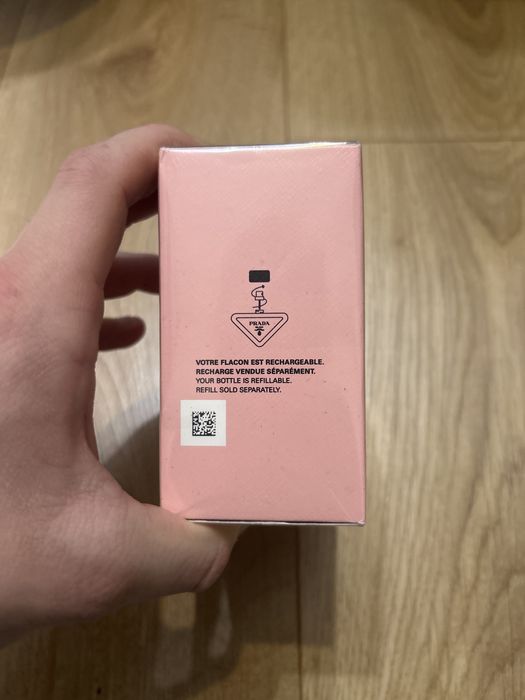 PRADA
VOTRE FLACON EST RECHARGEABLE.
RECHARGE VENDUE SÉPARÉMENT.
YOUR BOTTLE IS REFILLABLE.
REFILL SOLD SEPARATELY.